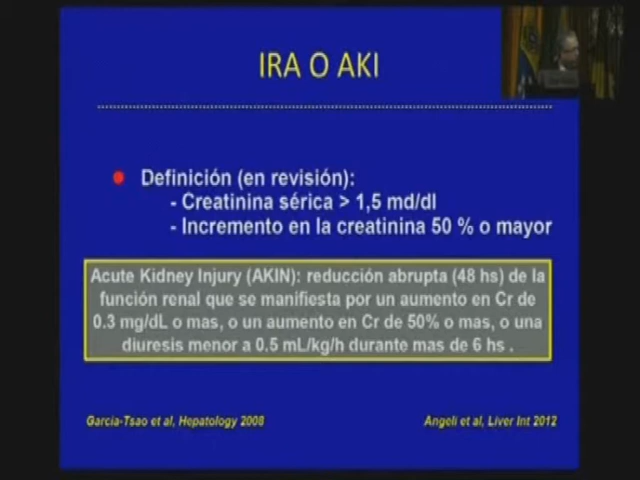 IRA O AKI
Definición (en revisión):
- Creatinina sérica > 1,5 md/dl
- Incremento en la creatinina 50 % o mayor
Acute Kidney Injury (AKIN): reducción abrupta (48 hs) de la
función renal que se manifiesta por un aumento en Cr de
0.3 mg/dL o mas, o un aumento en Cr de 50% o mas, o una
diuresis menor a 0.5 mL/kg/h durante mas de 6 hs .
García-Tsao et al, Hepatology 2008
Angeli et al, Liver Int 2012